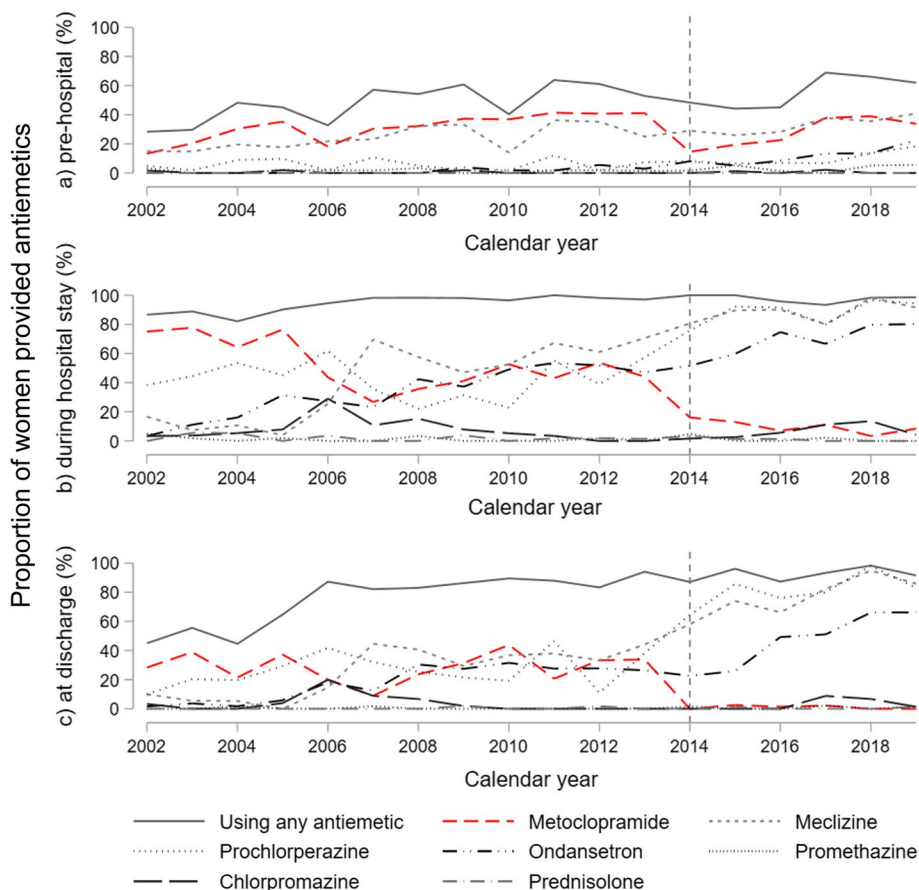 Proportion of women provided antiemetics
a) pre-hospital (%)
100
80
60
40
20
0
2002 2004 2006 2008 2010 2012 2014 2016 2018
Calendar year
b) during hospital stay (%)
100
80
60
40
20
0
2002 2004 2006 2008 2010 2012 2014 2016 2018
Calendar year
c) at discharge (%)
100
80
60
40
20
0
2002 2004 2006 2008 2010 2012 2014 2016 2018
Calendar year
Using any antiemetic Metoclopramide Meclizine
Prochlorperazine Ondansetron Promethazine
Chlorpromazine Prednisolone